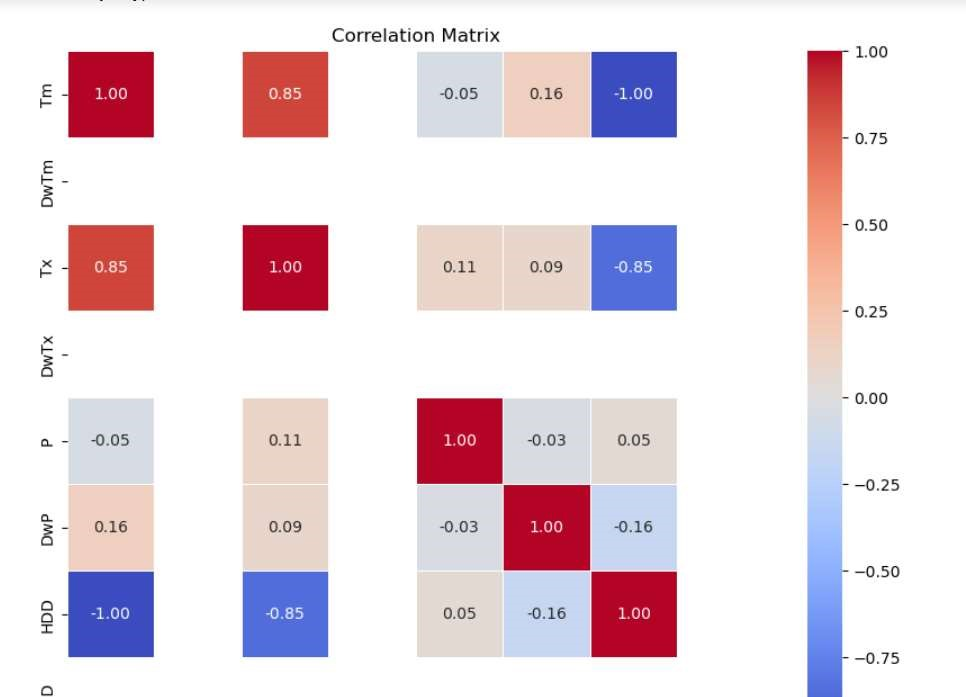 Correlation Matrix
Tm 1.00 0.85 -0.05 0.16 -1.00
DwTm
Tx 0.85 1.00 0.11 0.09 -0.85
DwTx
P -0.05 0.11 1.00 -0.03 0.05
DwP 0.16 0.09 -0.03 1.00 -0.16
HDD -1.00 -0.85 0.05 -0.16 1.00
D
1.00
0.75
0.50
0.25
0.00
−0.25
−0.50
−0.75